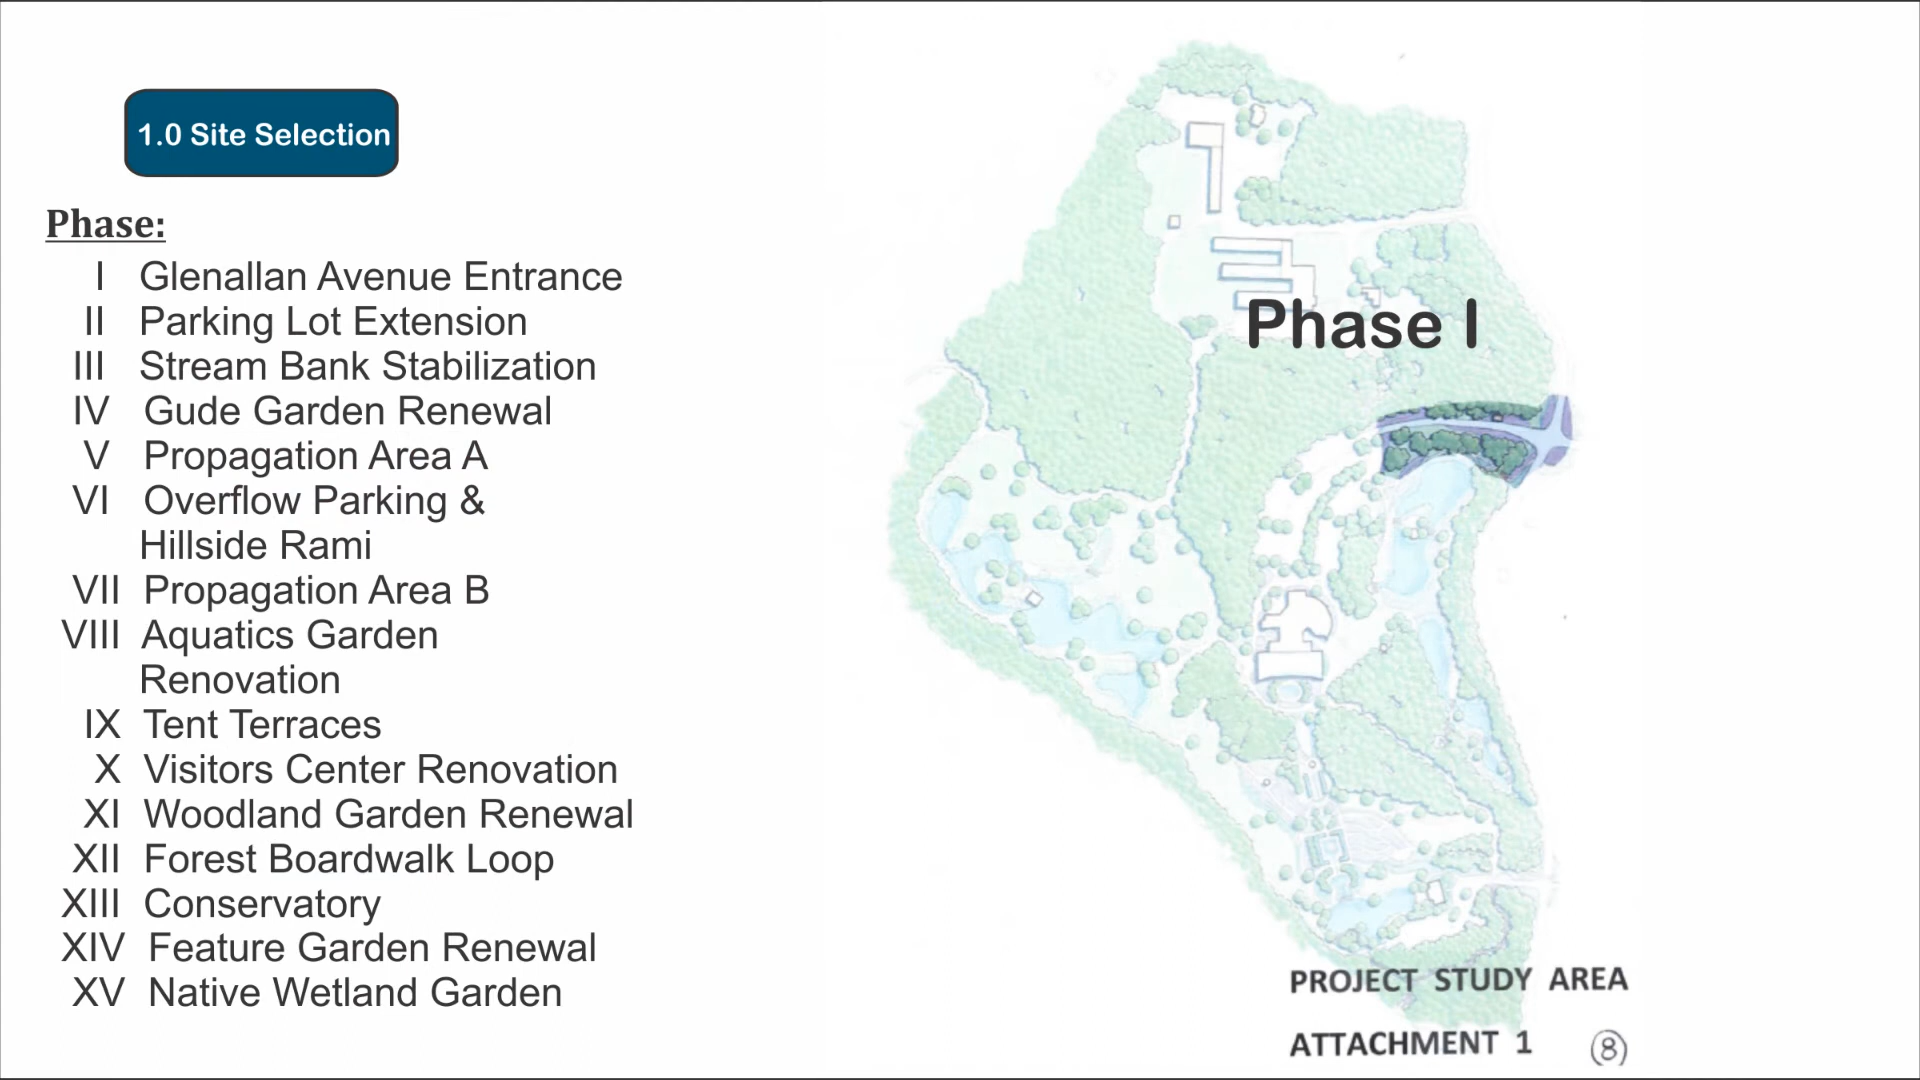 1.0 Site Selection
Phase:
I Glenallan Avenue Entrance
II Parking Lot Extension
III Stream Bank Stabilization
IV Gude Garden Renewal
V Propagation Area A
VI Overflow Parking &
Hillside Rami
VII Propagation Area B
VIII Aquatics Garden
Renovation
IX Tent Terraces
X Visitors Center Renovation
XI Woodland Garden Renewal
XII Forest Boardwalk Loop
XIII Conservatory
XIV Feature Garden Renewal
XV Native Wetland Garden
Phase I
PROJECT STUDY AREA
ATTACHMENT 1
8